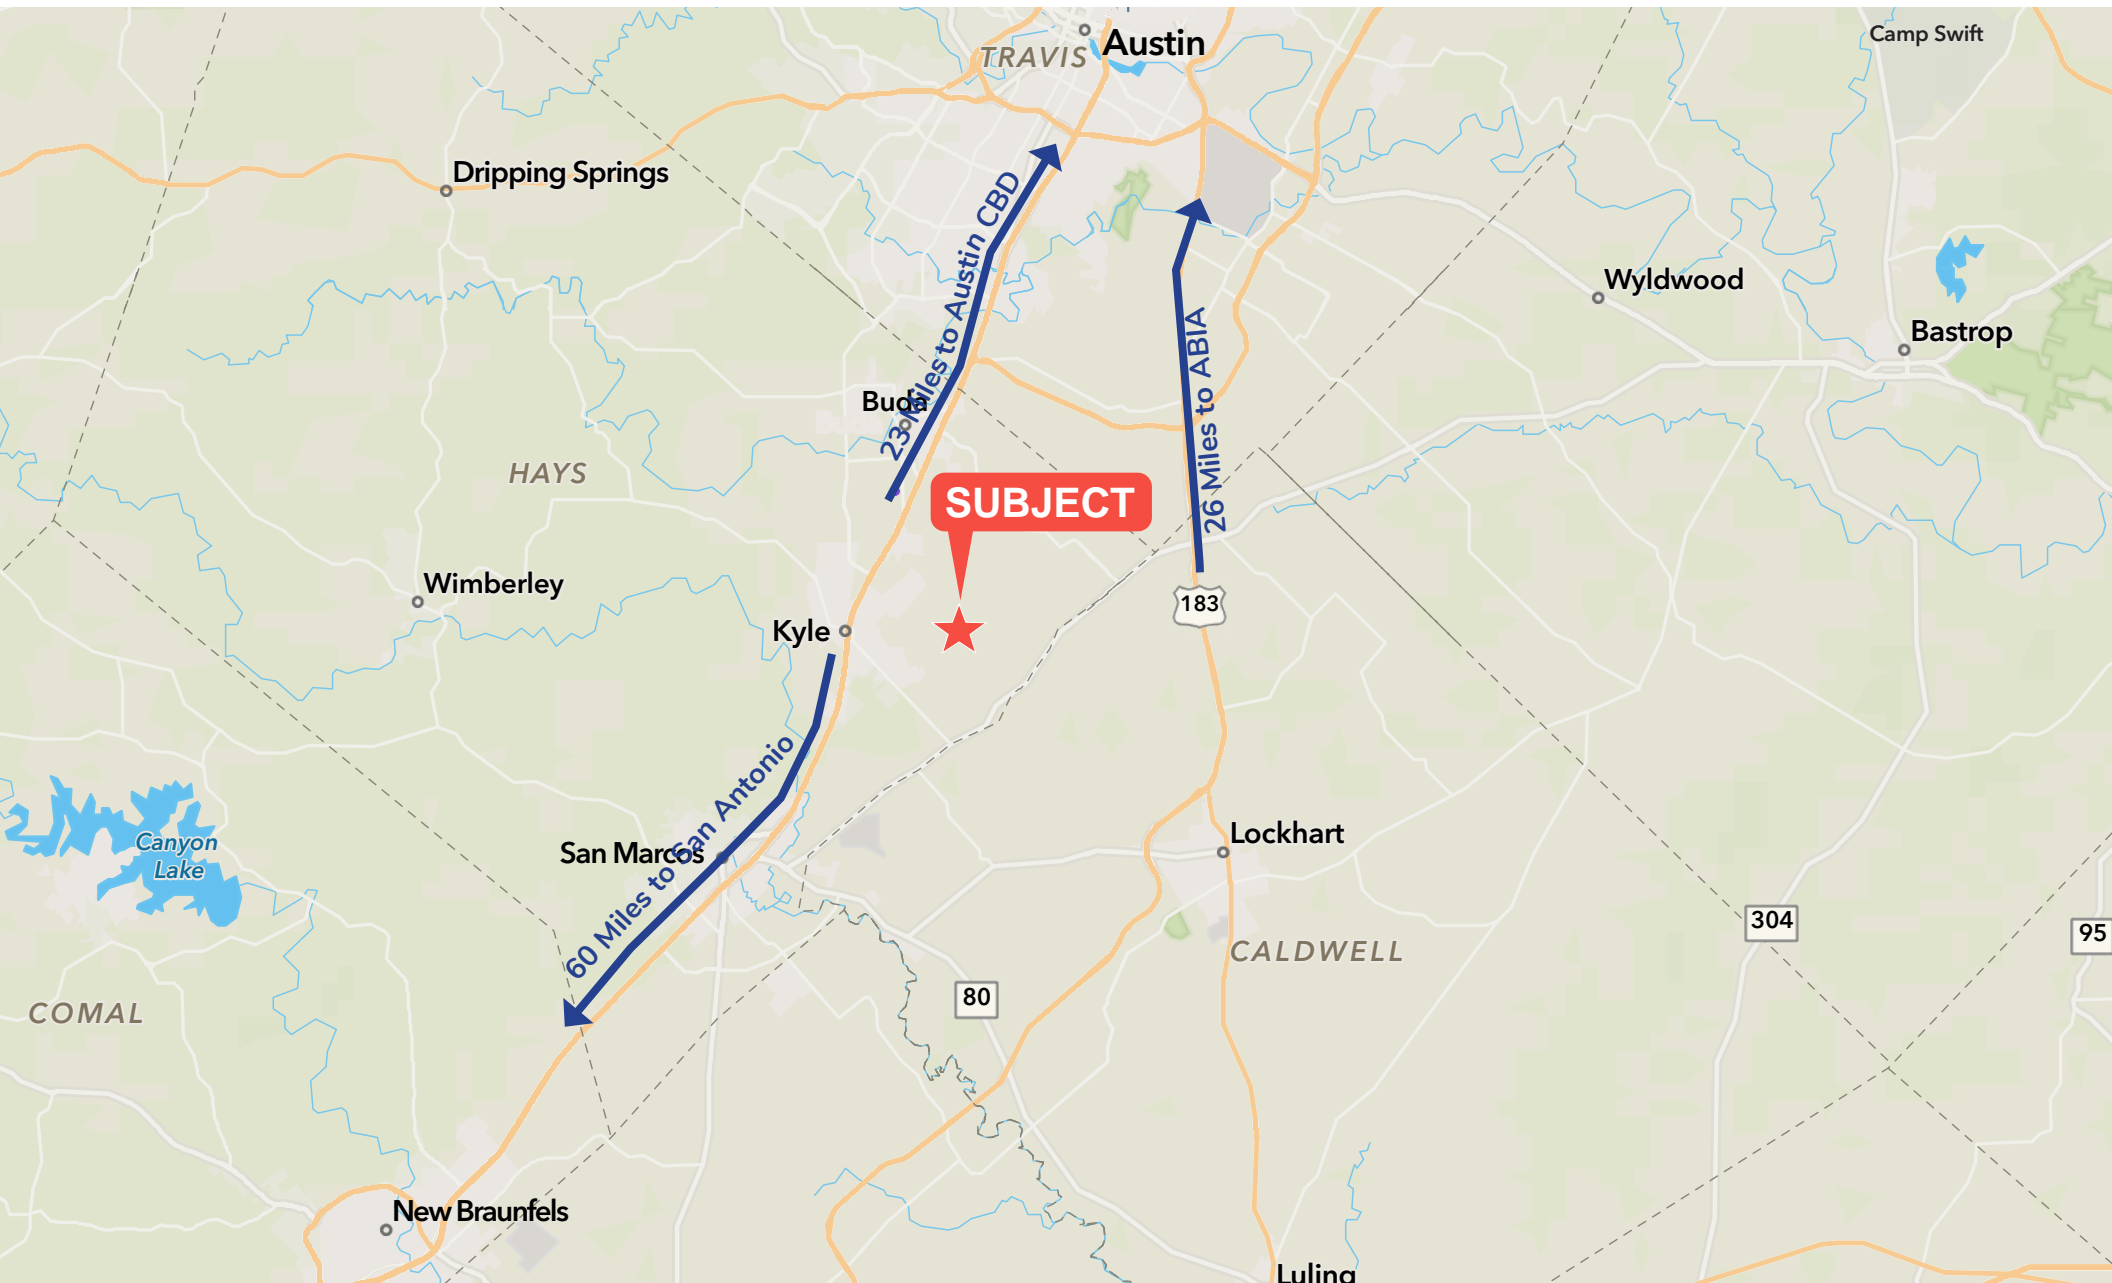 Camp Swift
Austin
TRAVIS
Dripping Springs
23 Miles to Austin CBD
Wyldwood
26 Miles to ABIA
Bastrop
Buda
HAYS
SUBJECT
Wimberley
183
Kyle
60 Miles to San Antonio
Lockhart
Canyon
Lake
San Marcos
304
95
CALDWELL
80
COMAL
New Braunfels
Luling